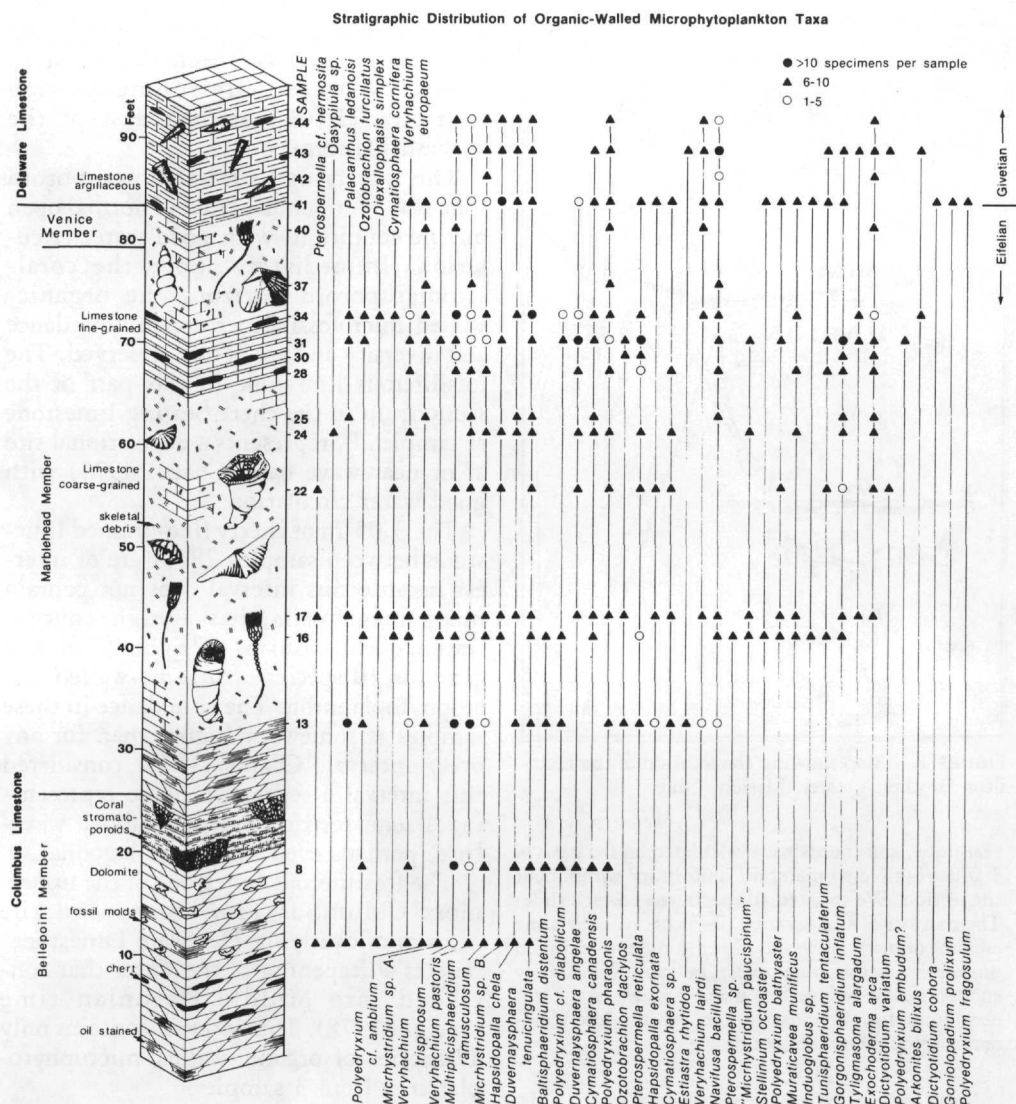 Stratigraphic Distribution of Organic-Walled Microphytoplankton Taxa
● >10 specimens per sample
▲ 6-10
○ 1-5
Delaware Limestone
Columbus Limestone
Venice Member
Marblehead Member
Bellepoint Member
Feet
90
80
70
60
50
40
30
20
10
Limestone argillaceous
Limestone fine-grained
Limestone coarse-grained
skeletal debris
Coral
stromato-
poroids
Dolomite
fossil molds
chert
oil stained
SAMPLE
44
43
42
41
40
37
34
31
30
28
25
24
22
17
16
13
8
6
Givetian
Eifelian
Pterospermella cf. hermosita
Dasypilula sp.
Palacanthus ledanoisi
Ozotobrachion furcillatus
Diexallophasis simplex
Cymatiosphaera cornifera
Veryhachium
europaeum
Polyedryxium
cf. ambitum
Micrhystridium sp. A
Veryhachium
trispinosum
Veryhachium pastoris
Multiplicisphaeridium
ramusculosum
Micrhystridium sp. B
Hapsidopalla chela
Duvernaysphaera
tenuicingulata
Baltisphaeridium distentum
Polyedryxium cf. diabolicum
Duvernaysphaera angelae
Cymatiosphaera canadensis
Polyedryxium pharaonis
Ozotobrachion dactylos
Pterospermella reticulata
Hapsidopalla exornata
Cymatiosphaera sp.
Estiastra rhytidoa
Veryhachium lairdii
Navifusa bacillum
Pterospermella sp.
"Micrhystridium paucispinum"
Stellinium octoaster
Polyedryxium bathyaster
Muraticavea munificus
Induoglobus sp.
Tunisphaeridium tentaculaferum
Gorgonisphaeridium inflatum
Tyligmasoma alargadum
Exochoderma arca
Dictyotidium variatum
Polyedryixium embudum?
Arkonites bilixus
Dictyotidium cohora
Goniolopadium prolixum
Polyedryxium fragosulum